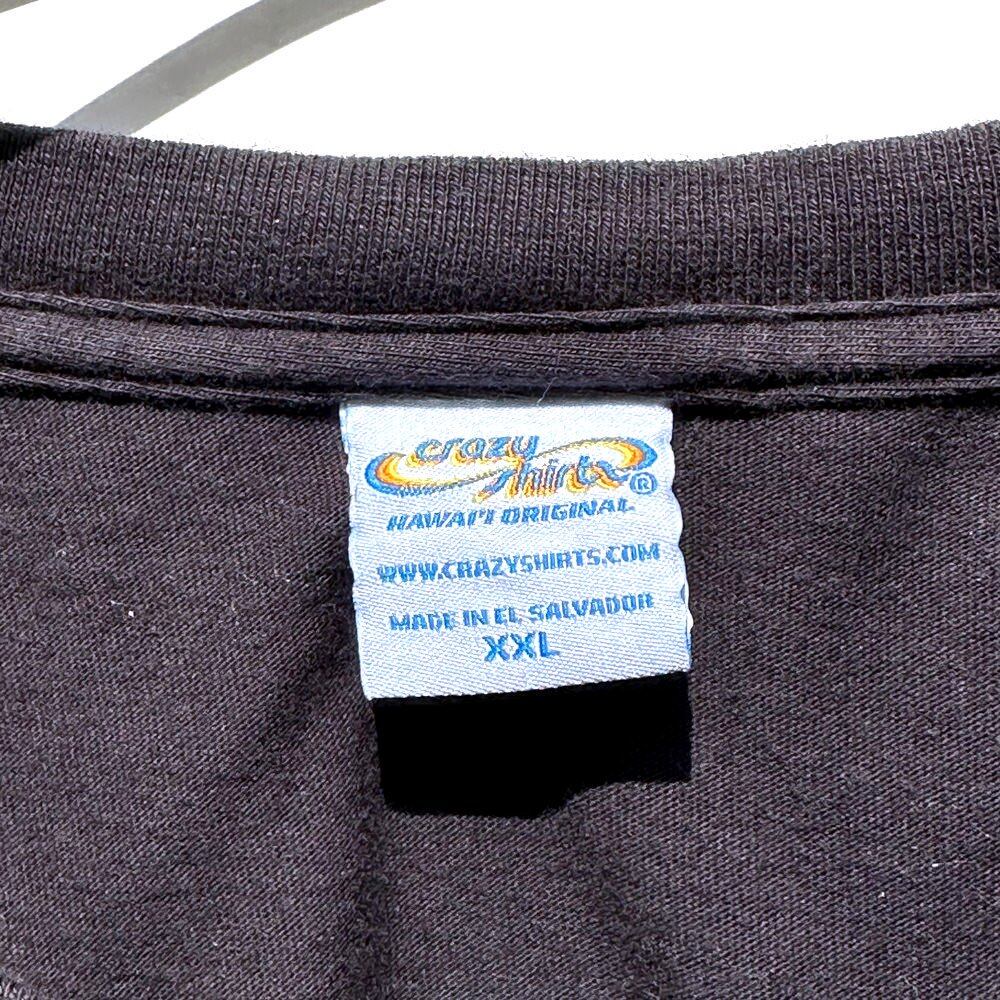 crazy
shirts®
HAWAI'I ORIGINAL
WWW.CRAZYSHIRTS.COM
MADE IN EL SALVADOR
XXL